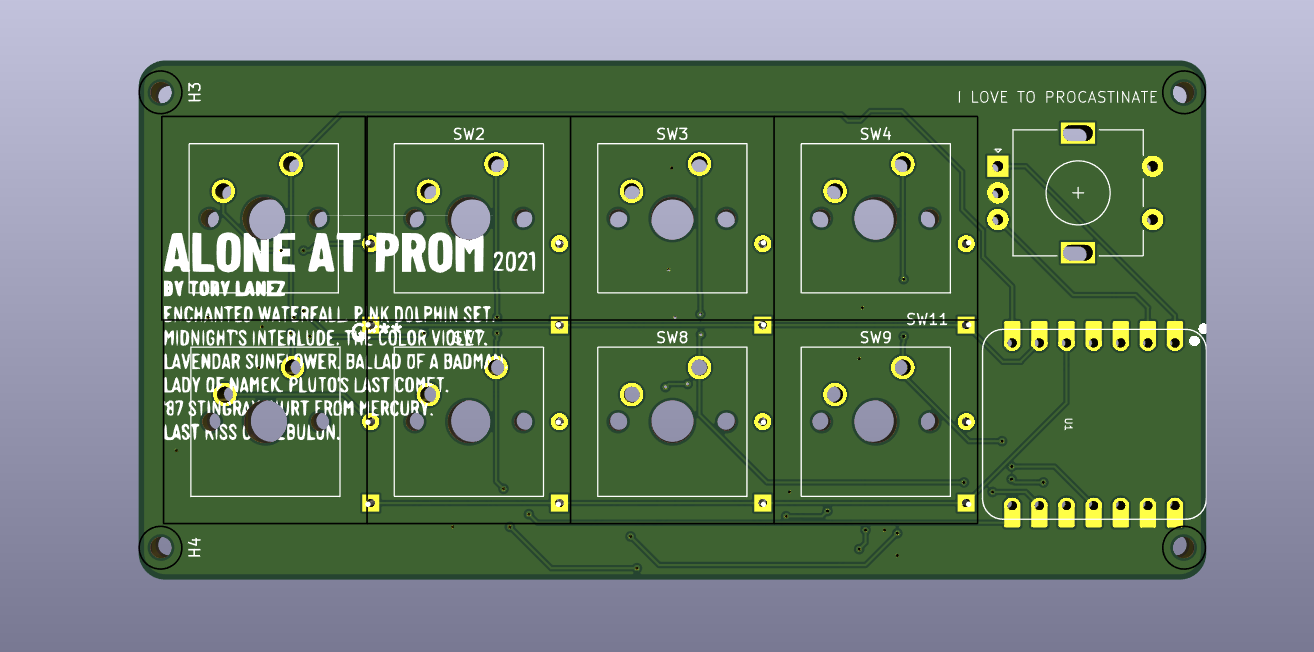 H3
I LOVE TO PROCASTINATE
SW2
SW3
SW4
ALONE AT PROM 2021
BY TORY LANEZ
ENCHANTED WATERFALL. PINK DOLPHIN SET.
MIDNIGHT'S INTERLUDE. THE COLOR VIOLET.
LAVENDAR SUNFLOWER. BALLAD OF A BADMAN
LADY OF NAMEK. PLUTO'S LAST COMET.
'87 STINGRAY. HURT FROM MERCURY.
LAST KISS OF NEBULON.
SW11
SW8
SW9
U1
H4